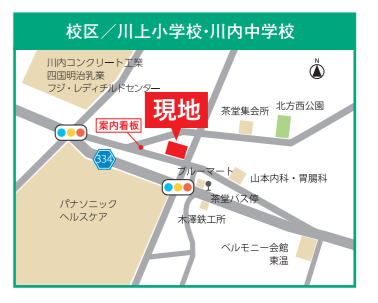 校区／川上小学校・川内中学校
川内コンクリート工業
四国明治乳業
フジ・レディチルドセンター
N
現地
案内看板
茶堂集会所
北方西公園
334
ブルーマート
山本内科・胃腸科
茶堂バス停
パナソニック
ヘルスケア
木澤鉄工所
ベルモニー会館
東温